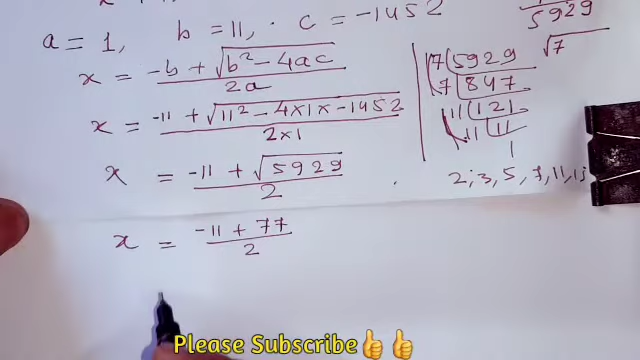 a = 1, b = 11, c = -1452
x = -b + √b² - 4ac / 2a
x = -11 + √11² - 4×1×-1452 / 2×1
x = -11 + √5929 / 2
x = -11 + 77 / 2
5929
√7
7 5929
7 847
11 121
11 11
1
2, 3, 5, 7, 11, 13
Please Subscribe👍👍